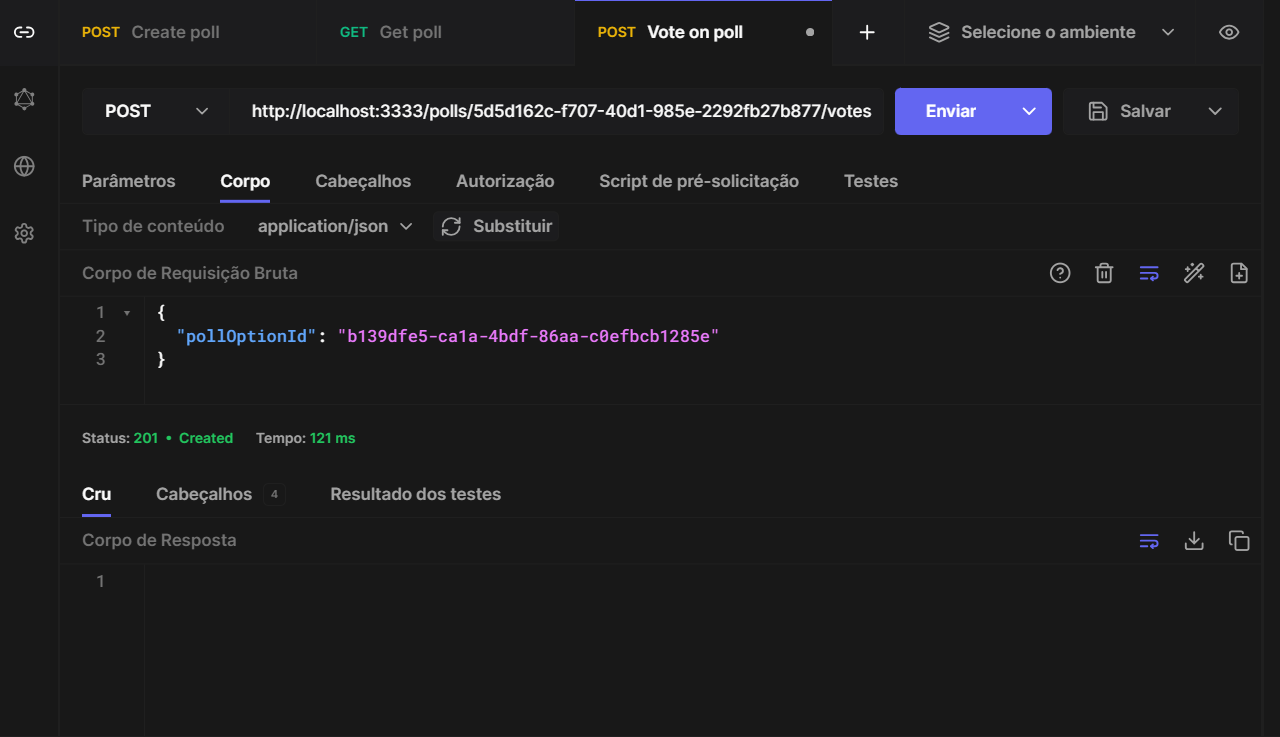 POST Create poll GET Get poll POST Vote on poll Selecione o ambiente
POST http://localhost:3333/polls/5d5d162c-f707-40d1-985e-2292fb27b877/votes Enviar Salvar
Parâmetros Corpo Cabeçalhos Autorização Script de pré-solicitação Testes
Tipo de conteúdo application/json Substituir
Corpo de Requisição Bruta
1 {
2 "pollOptionId": "b139dfe5-ca1a-4bdf-86aa-c0efbcb1285e"
3 }
Status: 201 • Created Tempo: 121 ms
Cru Cabeçalhos 4 Resultado dos testes
Corpo de Resposta
1